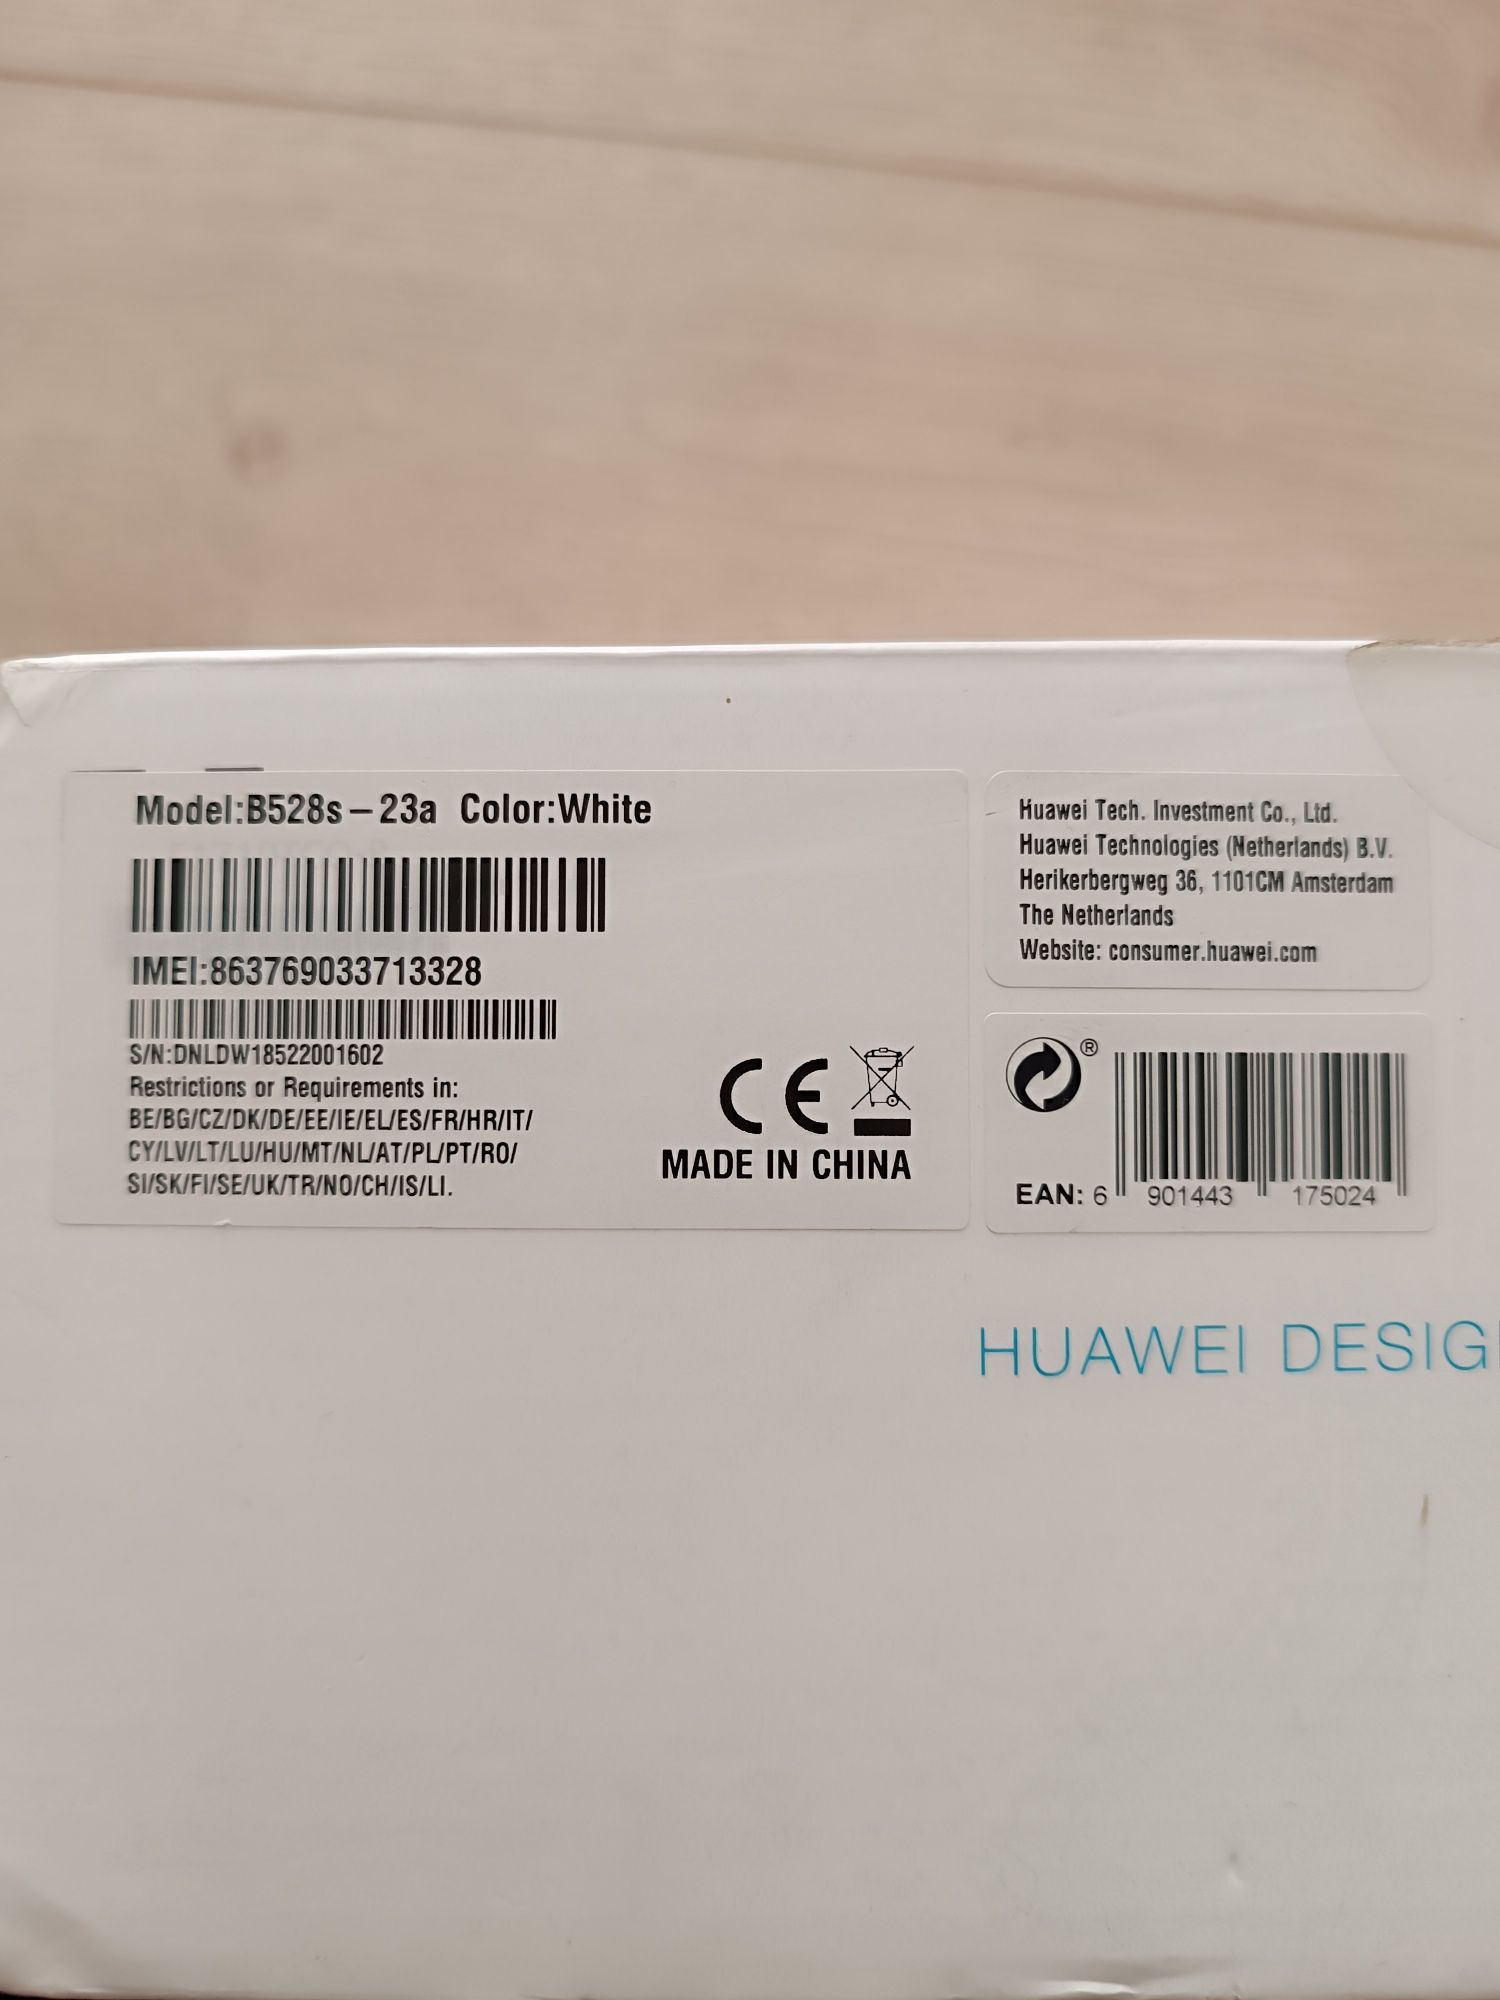 Model:B528s-23a Color:White
IMEI:863769033713328
S/N:DNLDW18522001602
Restrictions or Requirements in:
BE/BG/CZ/DK/DE/EE/IE/EL/ES/FR/HR/IT/
CY/LV/LT/LU/HU/MT/NL/AT/PL/PT/RO/
SI/SK/FI/SE/UK/TR/NO/CH/IS/LI.
CE
MADE IN CHINA
Huawei Tech. Investment Co., Ltd.
Huawei Technologies (Netherlands) B.V.
Herikerbergweg 36, 1101CM Amsterdam
The Netherlands
Website: consumer.huawei.com
®
EAN: 6 901443 175024
HUAWEI DESIG